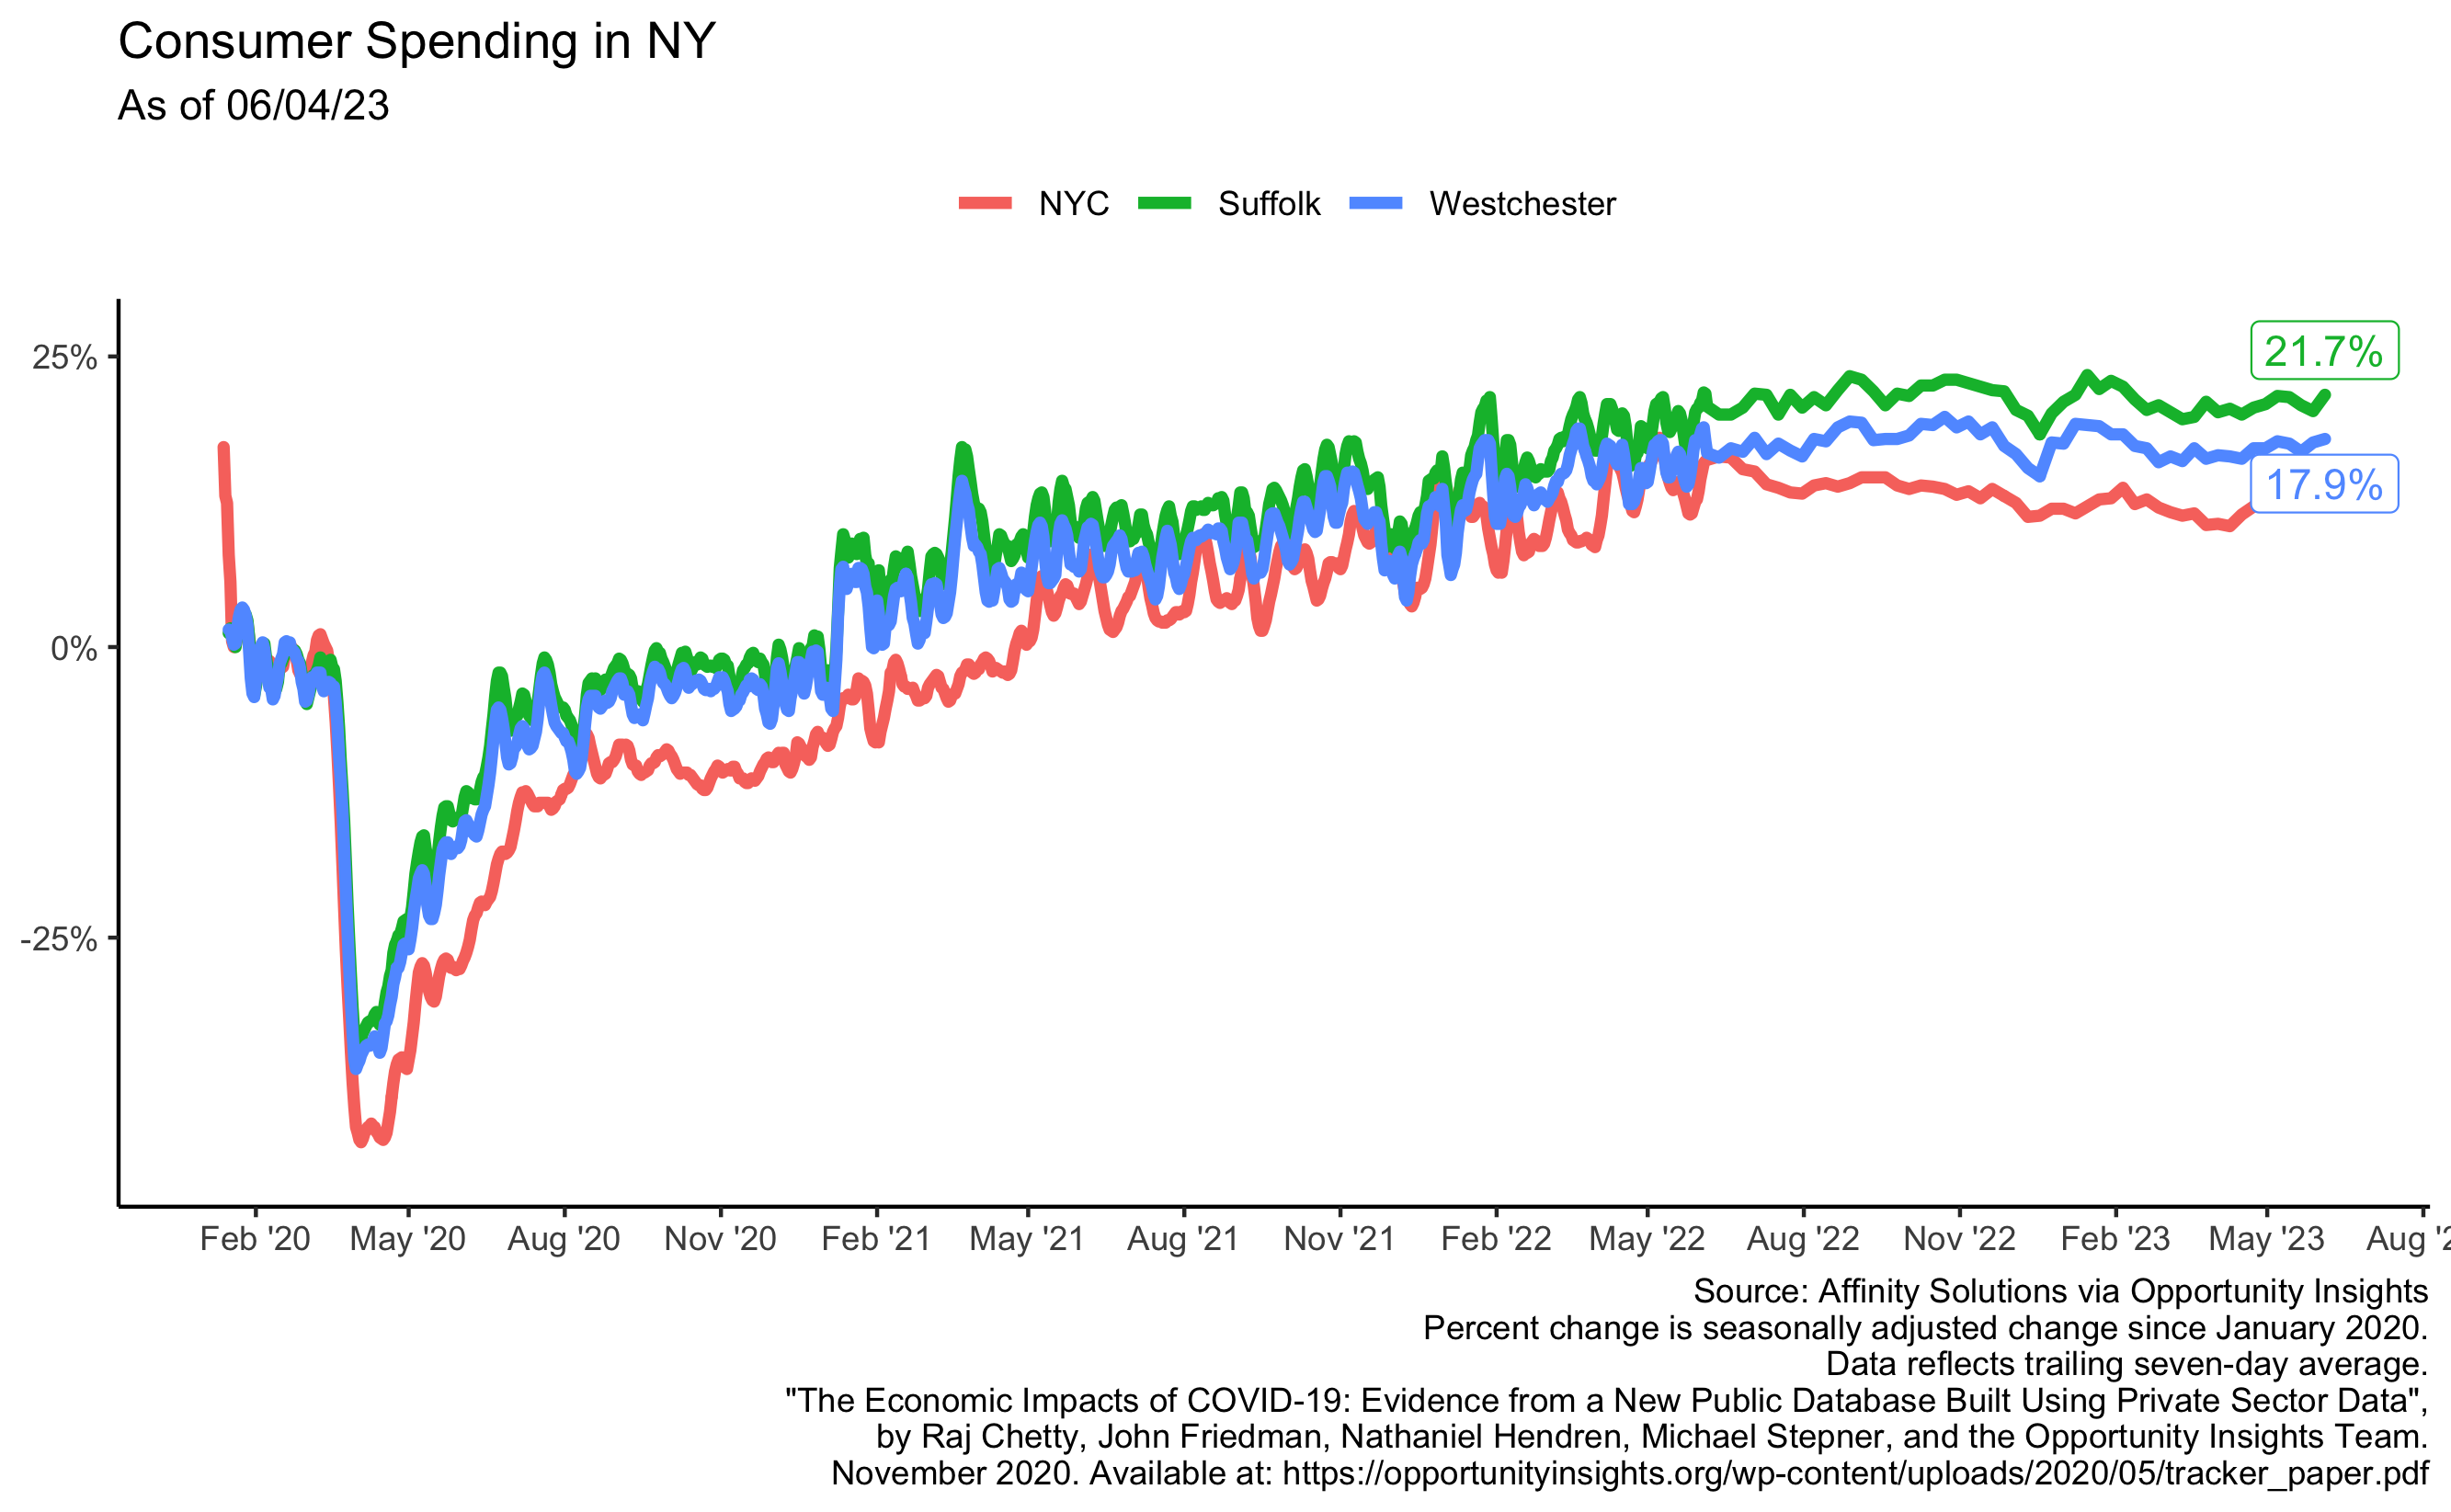 Consumer Spending in NY
As of 06/04/23
NYC Suffolk Westchester
25%
0%
-25%
21.7%
17.9%
Feb '20 May '20 Aug '20 Nov '20 Feb '21 May '21 Aug '21 Nov '21 Feb '22 May '22 Aug '22 Nov '22 Feb '23 May '23 Aug '2
Source: Affinity Solutions via Opportunity Insights
Percent change is seasonally adjusted change since January 2020.
Data reflects trailing seven-day average.
"The Economic Impacts of COVID-19: Evidence from a New Public Database Built Using Private Sector Data",
by Raj Chetty, John Friedman, Nathaniel Hendren, Michael Stepner, and the Opportunity Insights Team.
November 2020. Available at: https://opportunityinsights.org/wp-content/uploads/2020/05/tracker_paper.pdf